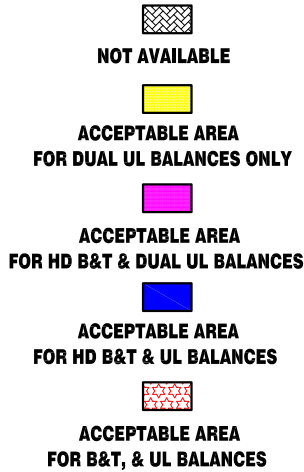 NOT AVAILABLE
ACCEPTABLE AREA
FOR DUAL UL BALANCES ONLY
ACCEPTABLE AREA
FOR HD B&T & DUAL UL BALANCES
ACCEPTABLE AREA
FOR HD B&T & UL BALANCES
ACCEPTABLE AREA
FOR B&T, & UL BALANCES